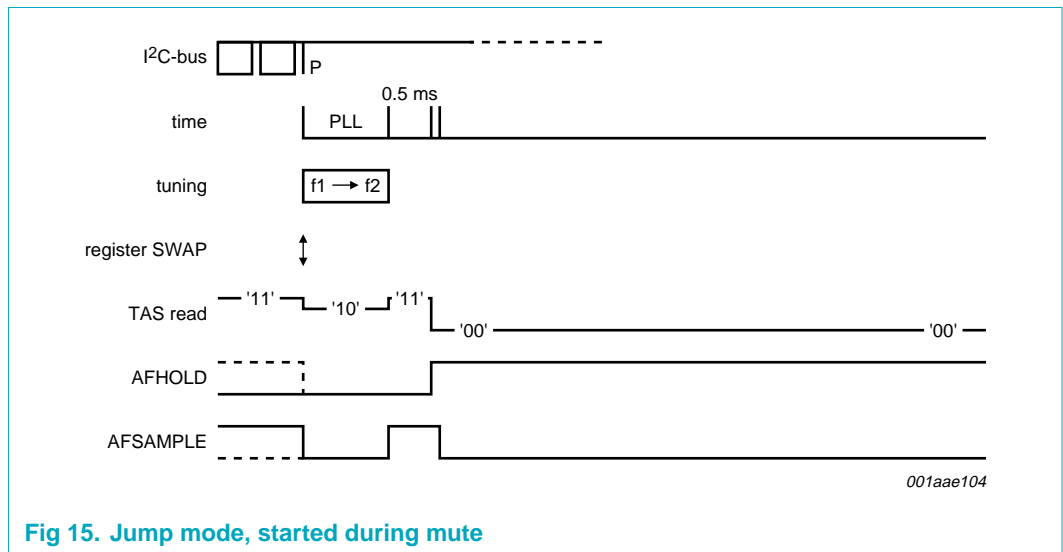 I²C-bus
P
0.5 ms
time
PLL
tuning
f1 → f2
register SWAP
TAS read
'11'
'10'
'11'
'00'
'00'
AFHOLD
AFSAMPLE
001aae104
Fig 15. Jump mode, started during mute